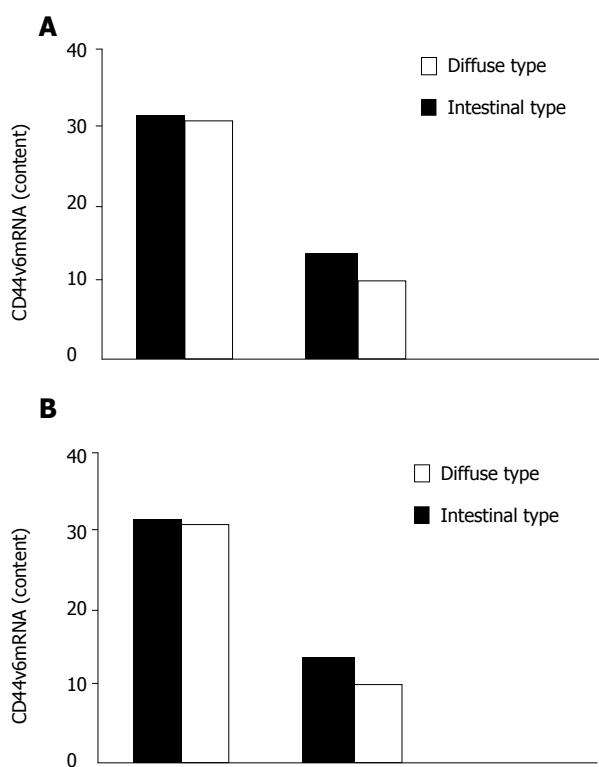 A
40
30
20
10
0
CD44v6mRNA (content)
Diffuse type
Intestinal type
B
40
30
20
10
0
CD44v6mRNA (content)
Diffuse type
Intestinal type